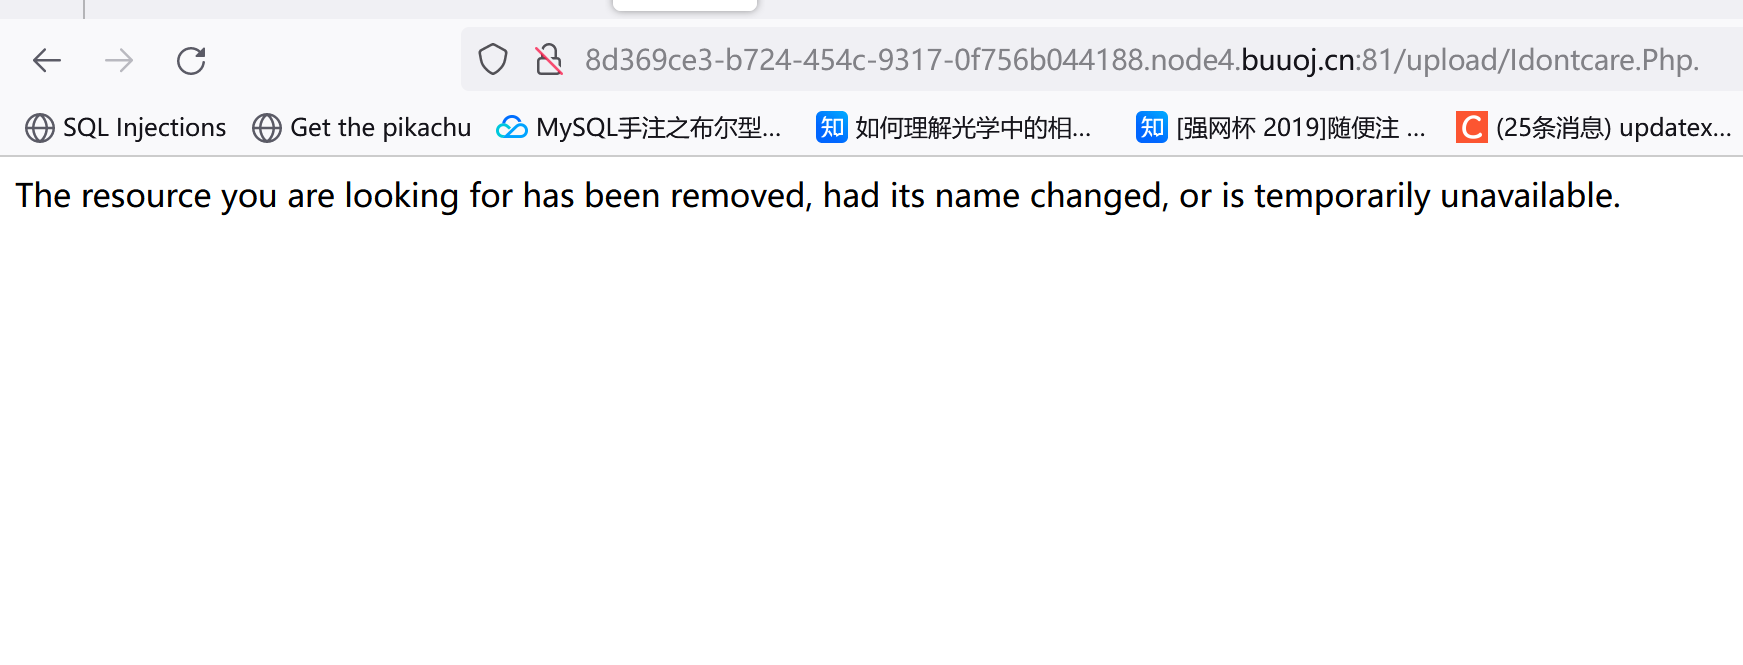 8d369ce3-b724-454c-9317-0f756b044188.node4.buuoj.cn:81/upload/Idontcare.Php.
SQL Injections Get the pikachu MySQL手注之布尔型... 知 如何理解光学中的相... 知 [强网杯 2019]随便注 ... C (25条消息) updatex...
The resource you are looking for has been removed, had its name changed, or is temporarily unavailable.